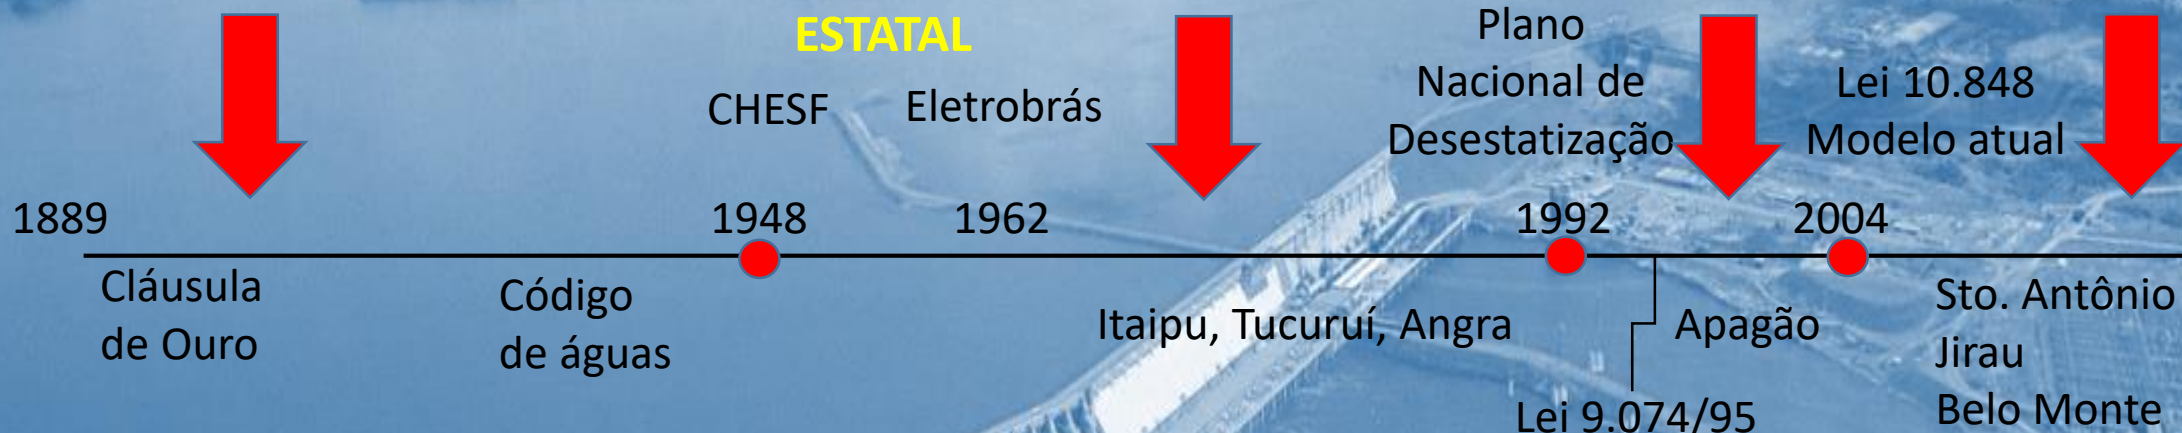 ESTATAL
CHESF
Eletrobrás
Plano
Nacional de
Desestatização
Lei 10.848
Modelo atual
1889
1948
1962
1992
2004
Cláusula
de Ouro
Código
de águas
Itaipu, Tucuruí, Angra
Apagão
Sto. Antônio
Jirau
Belo Monte
Lei 9.074/95